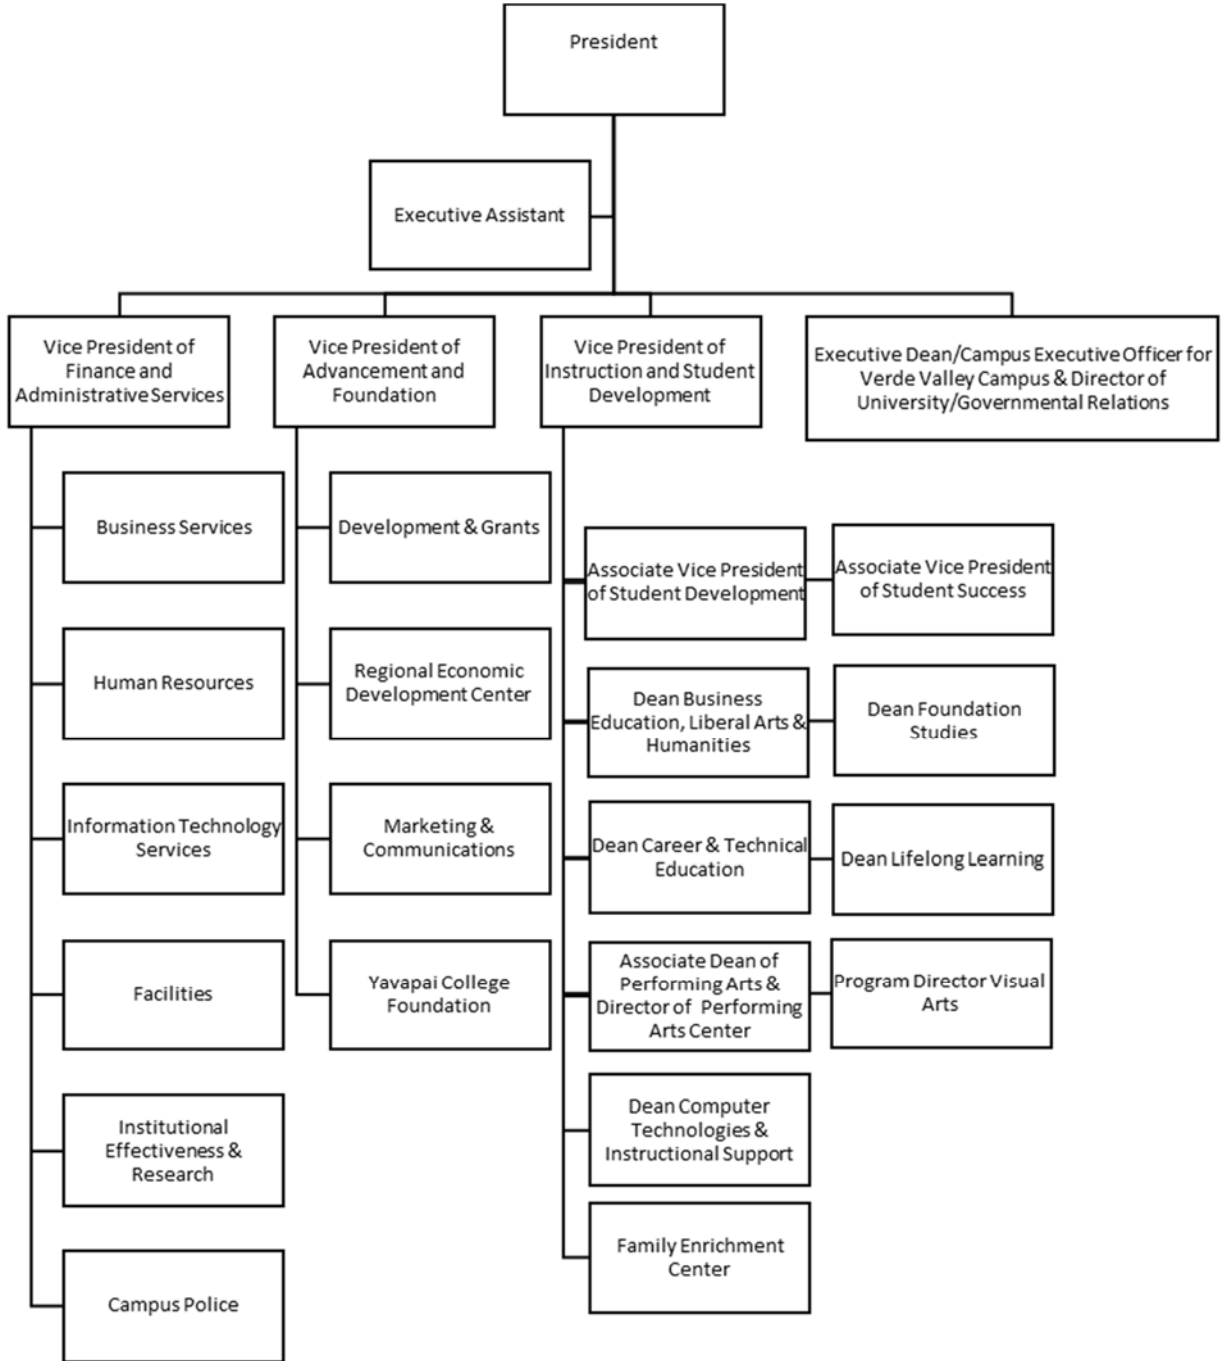 President
Executive Assistant
Vice President of
Finance and
Administrative Services
Vice President of
Advancement and
Foundation
Vice President of
Instruction and Student
Development
Executive Dean/Campus Executive Officer for
Verde Valley Campus & Director of
University/Governmental Relations
Business Services
Human Resources
Information Technology
Services
Facilities
Institutional
Effectiveness &
Research
Campus Police
Development & Grants
Regional Economic
Development Center
Marketing &
Communications
Yavapai College
Foundation
Associate Vice President
of Student Development
Associate Vice President
of Student Success
Dean Business
Education, Liberal Arts &
Humanities
Dean Foundation
Studies
Dean Career & Technical
Education
Dean Lifelong Learning
Associate Dean of
Performing Arts &
Director of Performing
Arts Center
Program Director Visual
Arts
Dean Computer
Technologies &
Instructional Support
Family Enrichment
Center